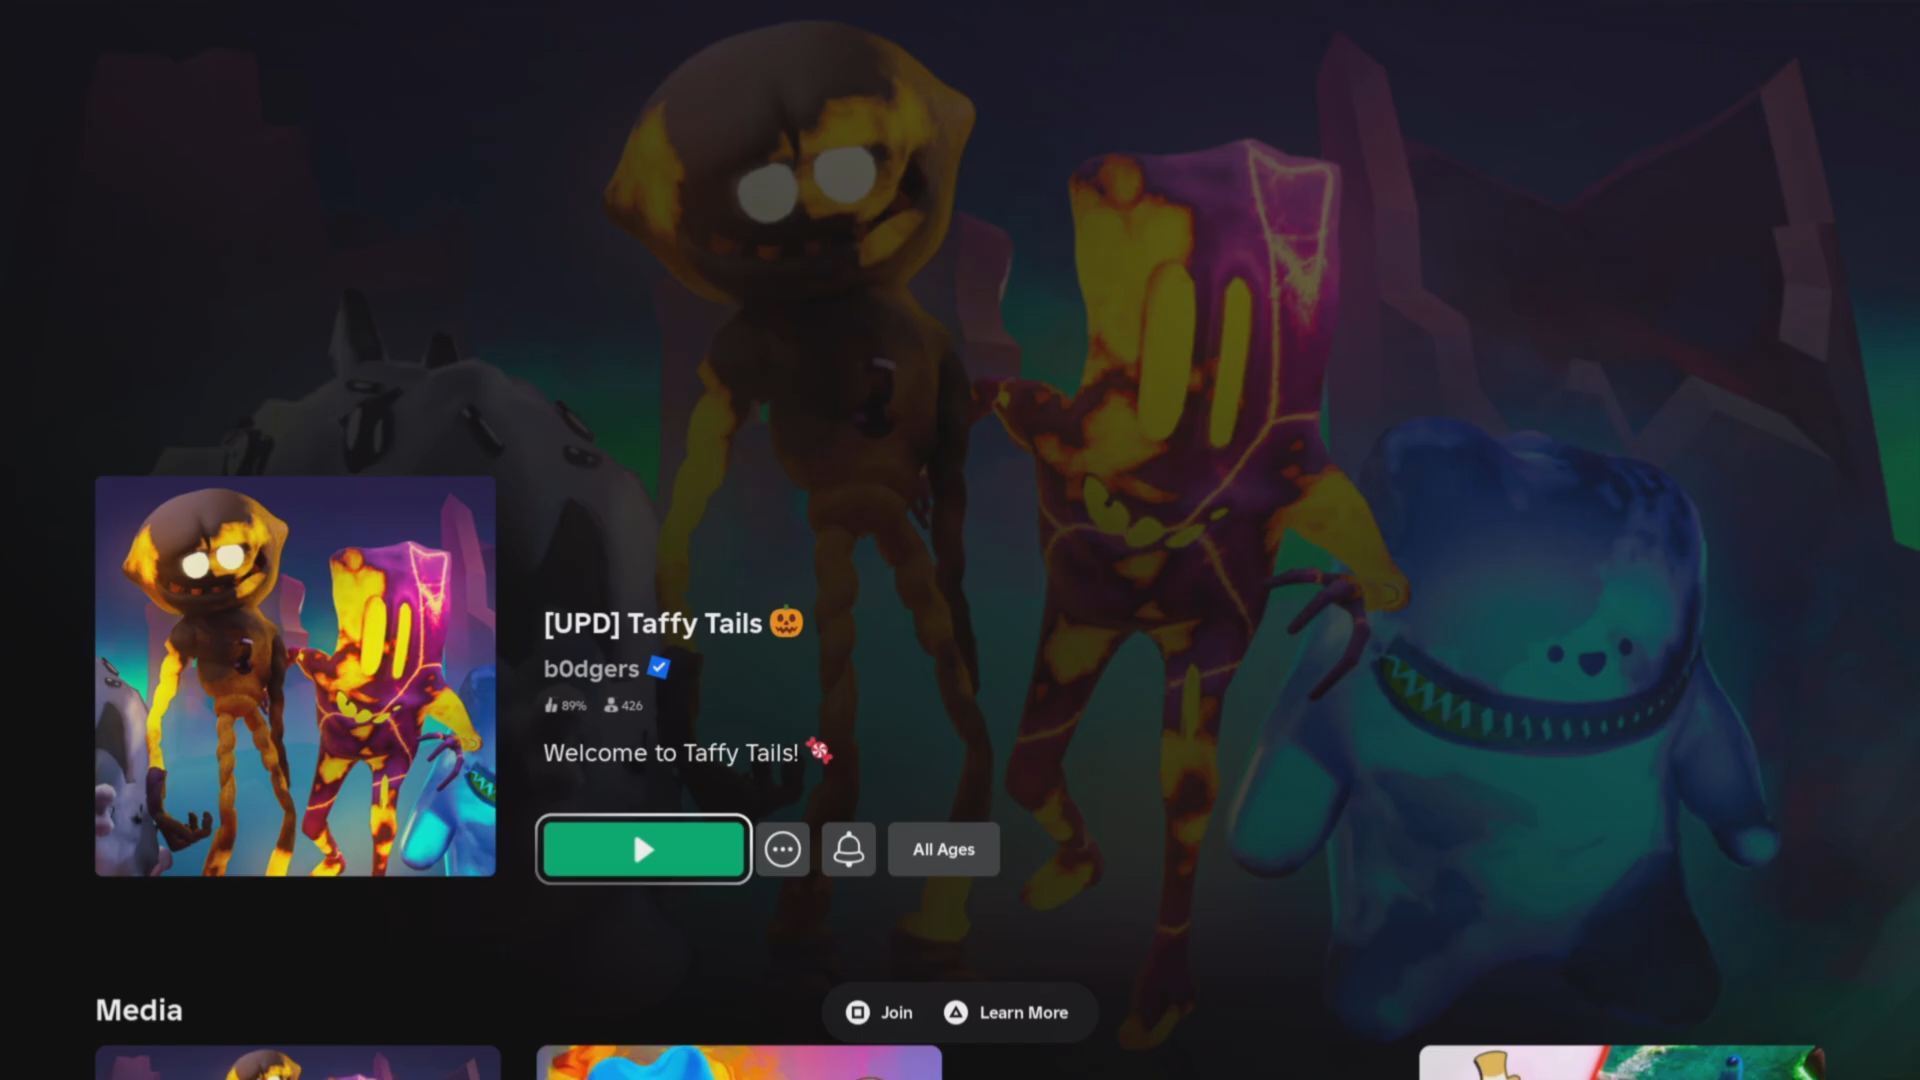 [UPD] Taffy Tails 🎃
b0dgers
89% 426
Welcome to Taffy Tails! 🍬
All Ages
Media
Join Learn More